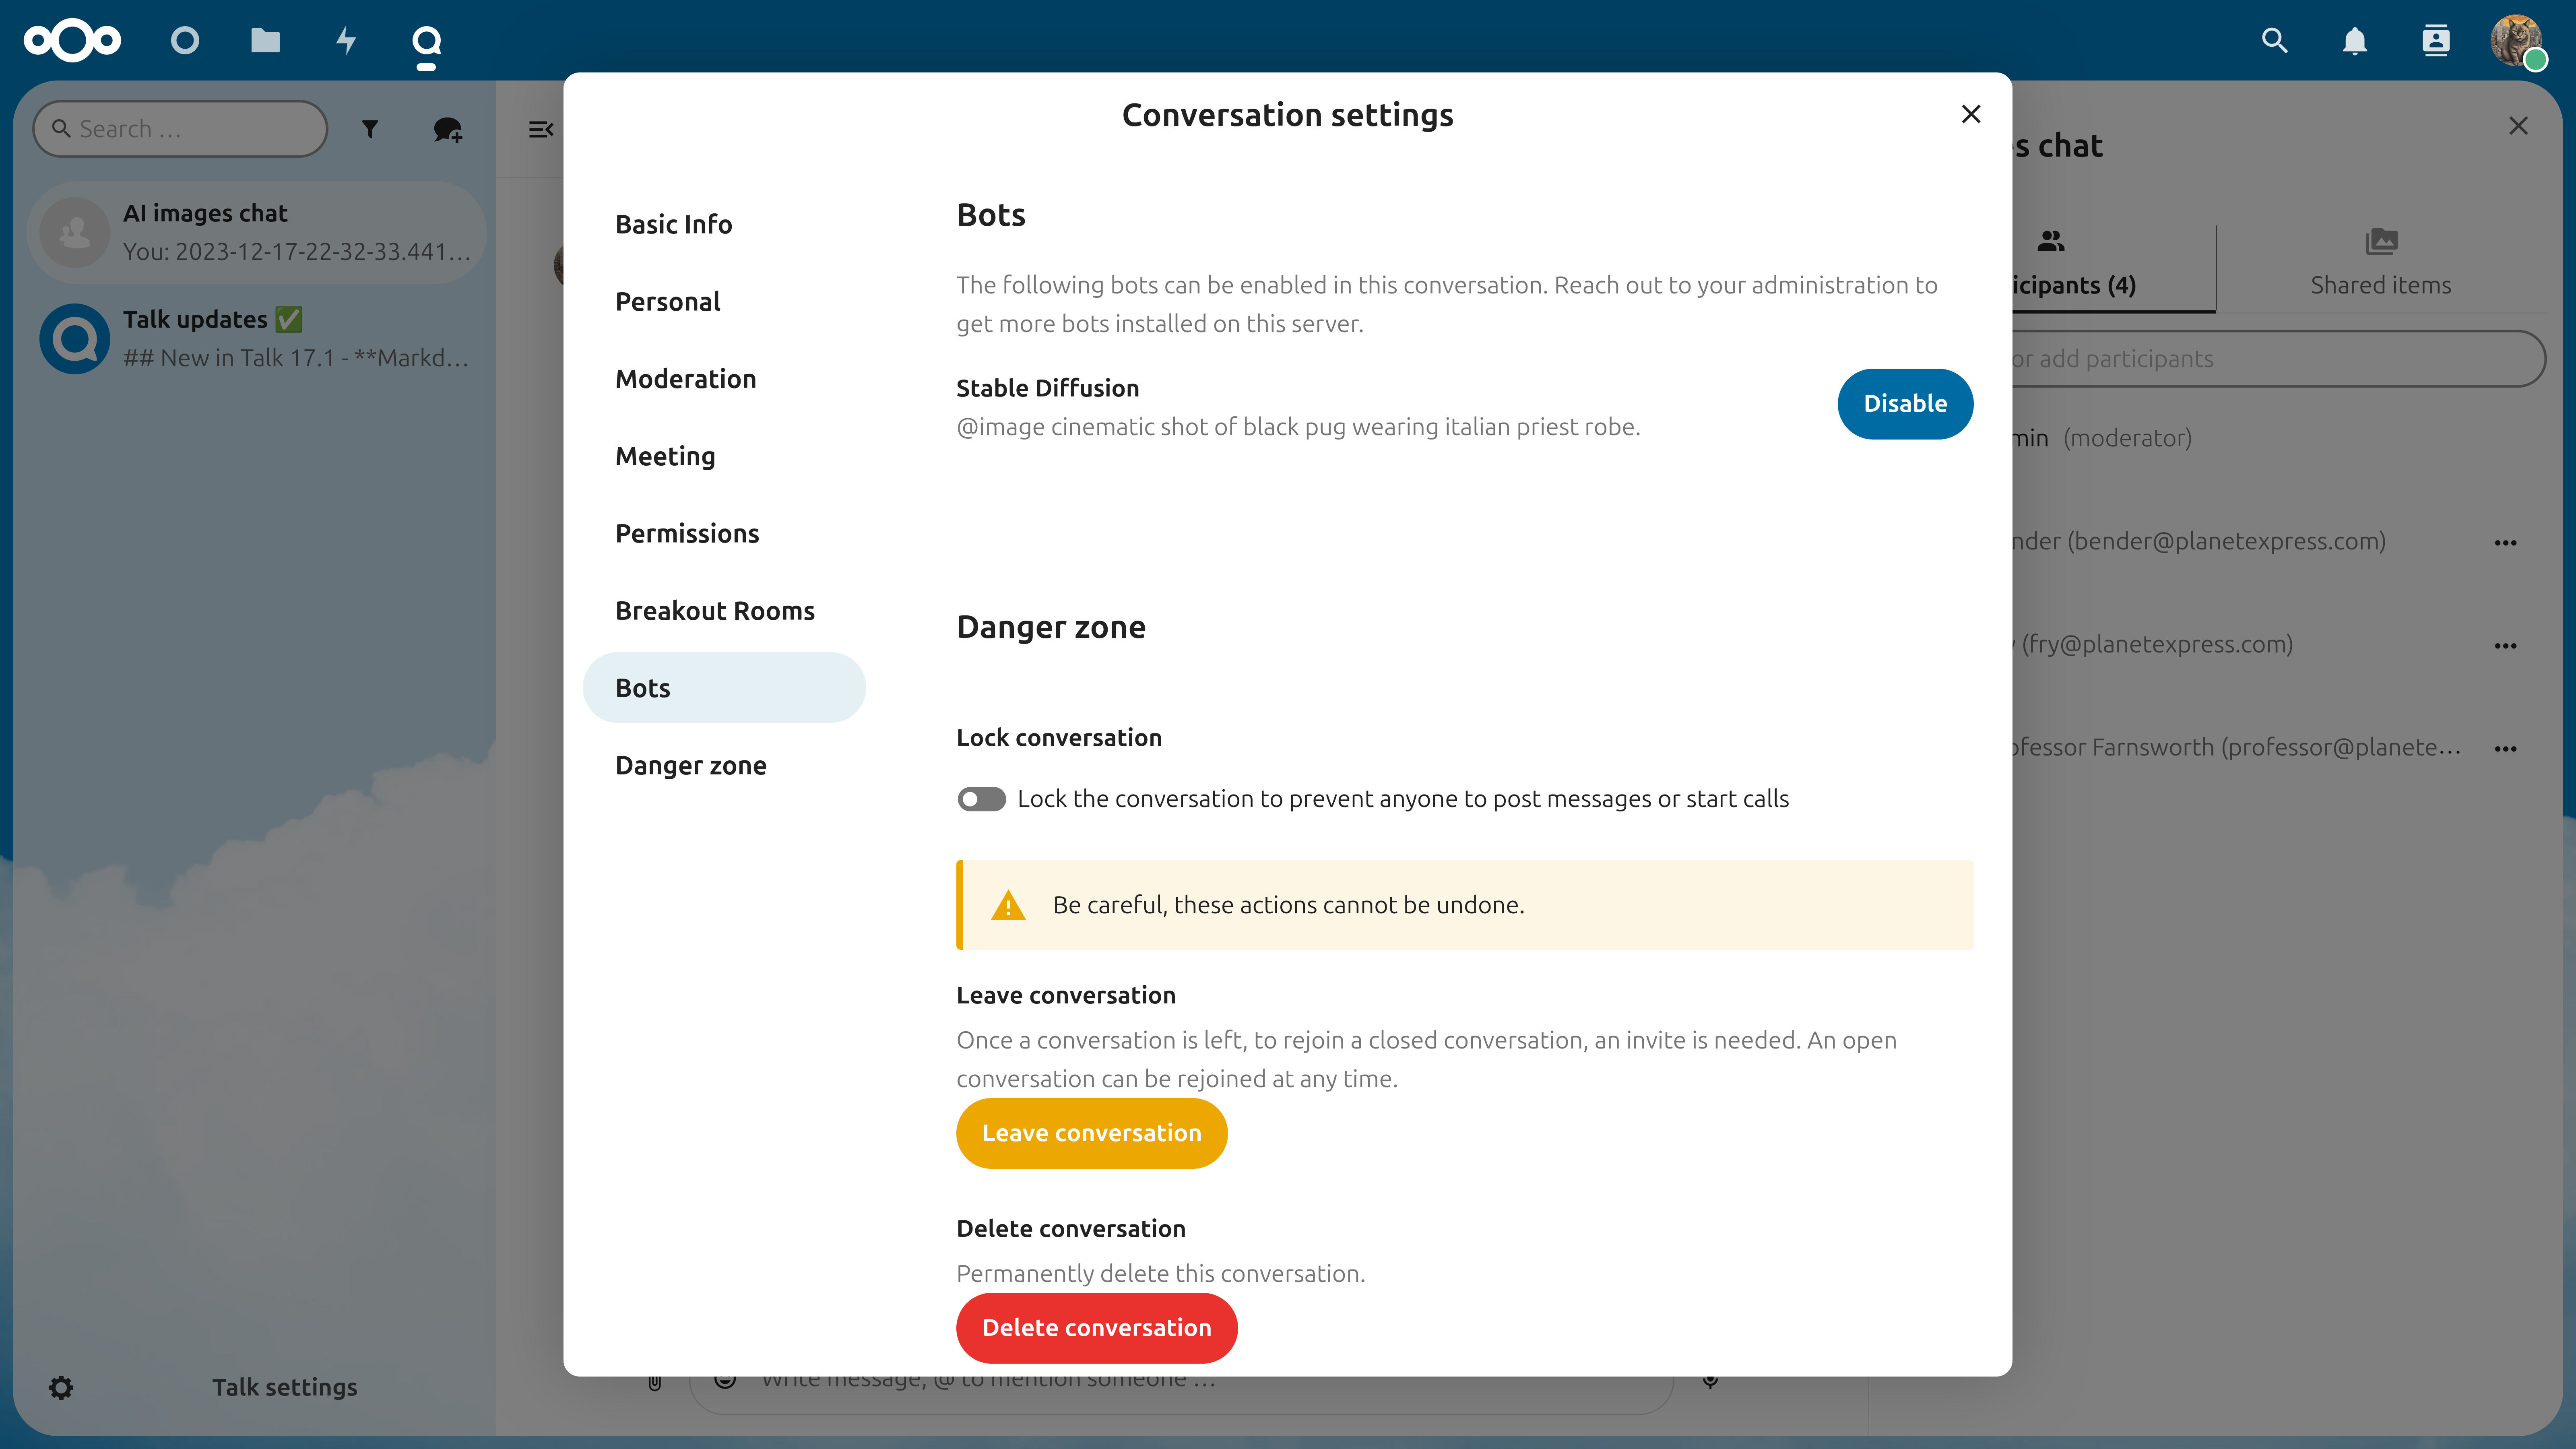 Search …
AI images chat
You: 2023-12-17-22-32-33.441…
Talk updates ✅
## New in Talk 17.1 - **Markd…
Talk settings
Conversation settings
Basic Info
Personal
Moderation
Meeting
Permissions
Breakout Rooms
Bots
Danger zone
Bots
The following bots can be enabled in this conversation. Reach out to your administration to
get more bots installed on this server.
Stable Diffusion
@image cinematic shot of black pug wearing italian priest robe.
Disable
Danger zone
Lock conversation
Lock the conversation to prevent anyone to post messages or start calls
Be careful, these actions cannot be undone.
Leave conversation
Once a conversation is left, to rejoin a closed conversation, an invite is needed. An open
conversation can be rejoined at any time.
Leave conversation
Delete conversation
Permanently delete this conversation.
Delete conversation
Write message, @ to mention someone …
s chat
icipants (4)
Shared items
or add participants
min (moderator)
nder (bender@planetexpress.com)
(fry@planetexpress.com)
ofessor Farnsworth (professor@planete…